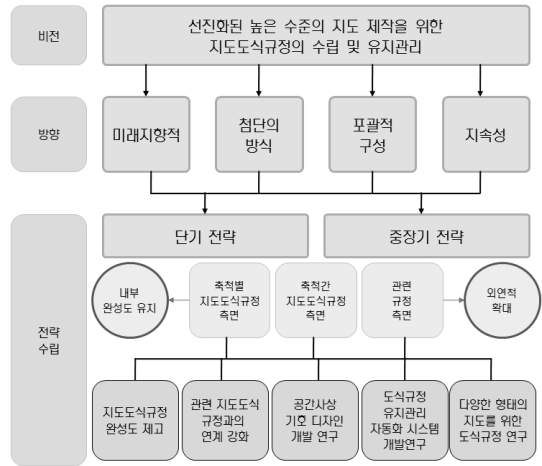 비전
선진화된 높은 수준의 지도 제작을 위한
지도도식규정의 수립 및 유지관리
방향
미래지향적
첨단의
방식
포괄적
구성
지속성
전략
수립
단기 전략
중장기 전략
내부
완성도 유지
축척별
지도도식규정
측면
축척간
지도도식규정
측면
관련
규정
측면
외연적
확대
지도도식규정
완성도 제고
관련 지도도식
규정과의
연계 강화
공간사상
기호 디자인
개발 연구
도식규정
유지관리
자동화 시스템
개발연구
다양한 형태의
지도를 위한
도식규정 연구